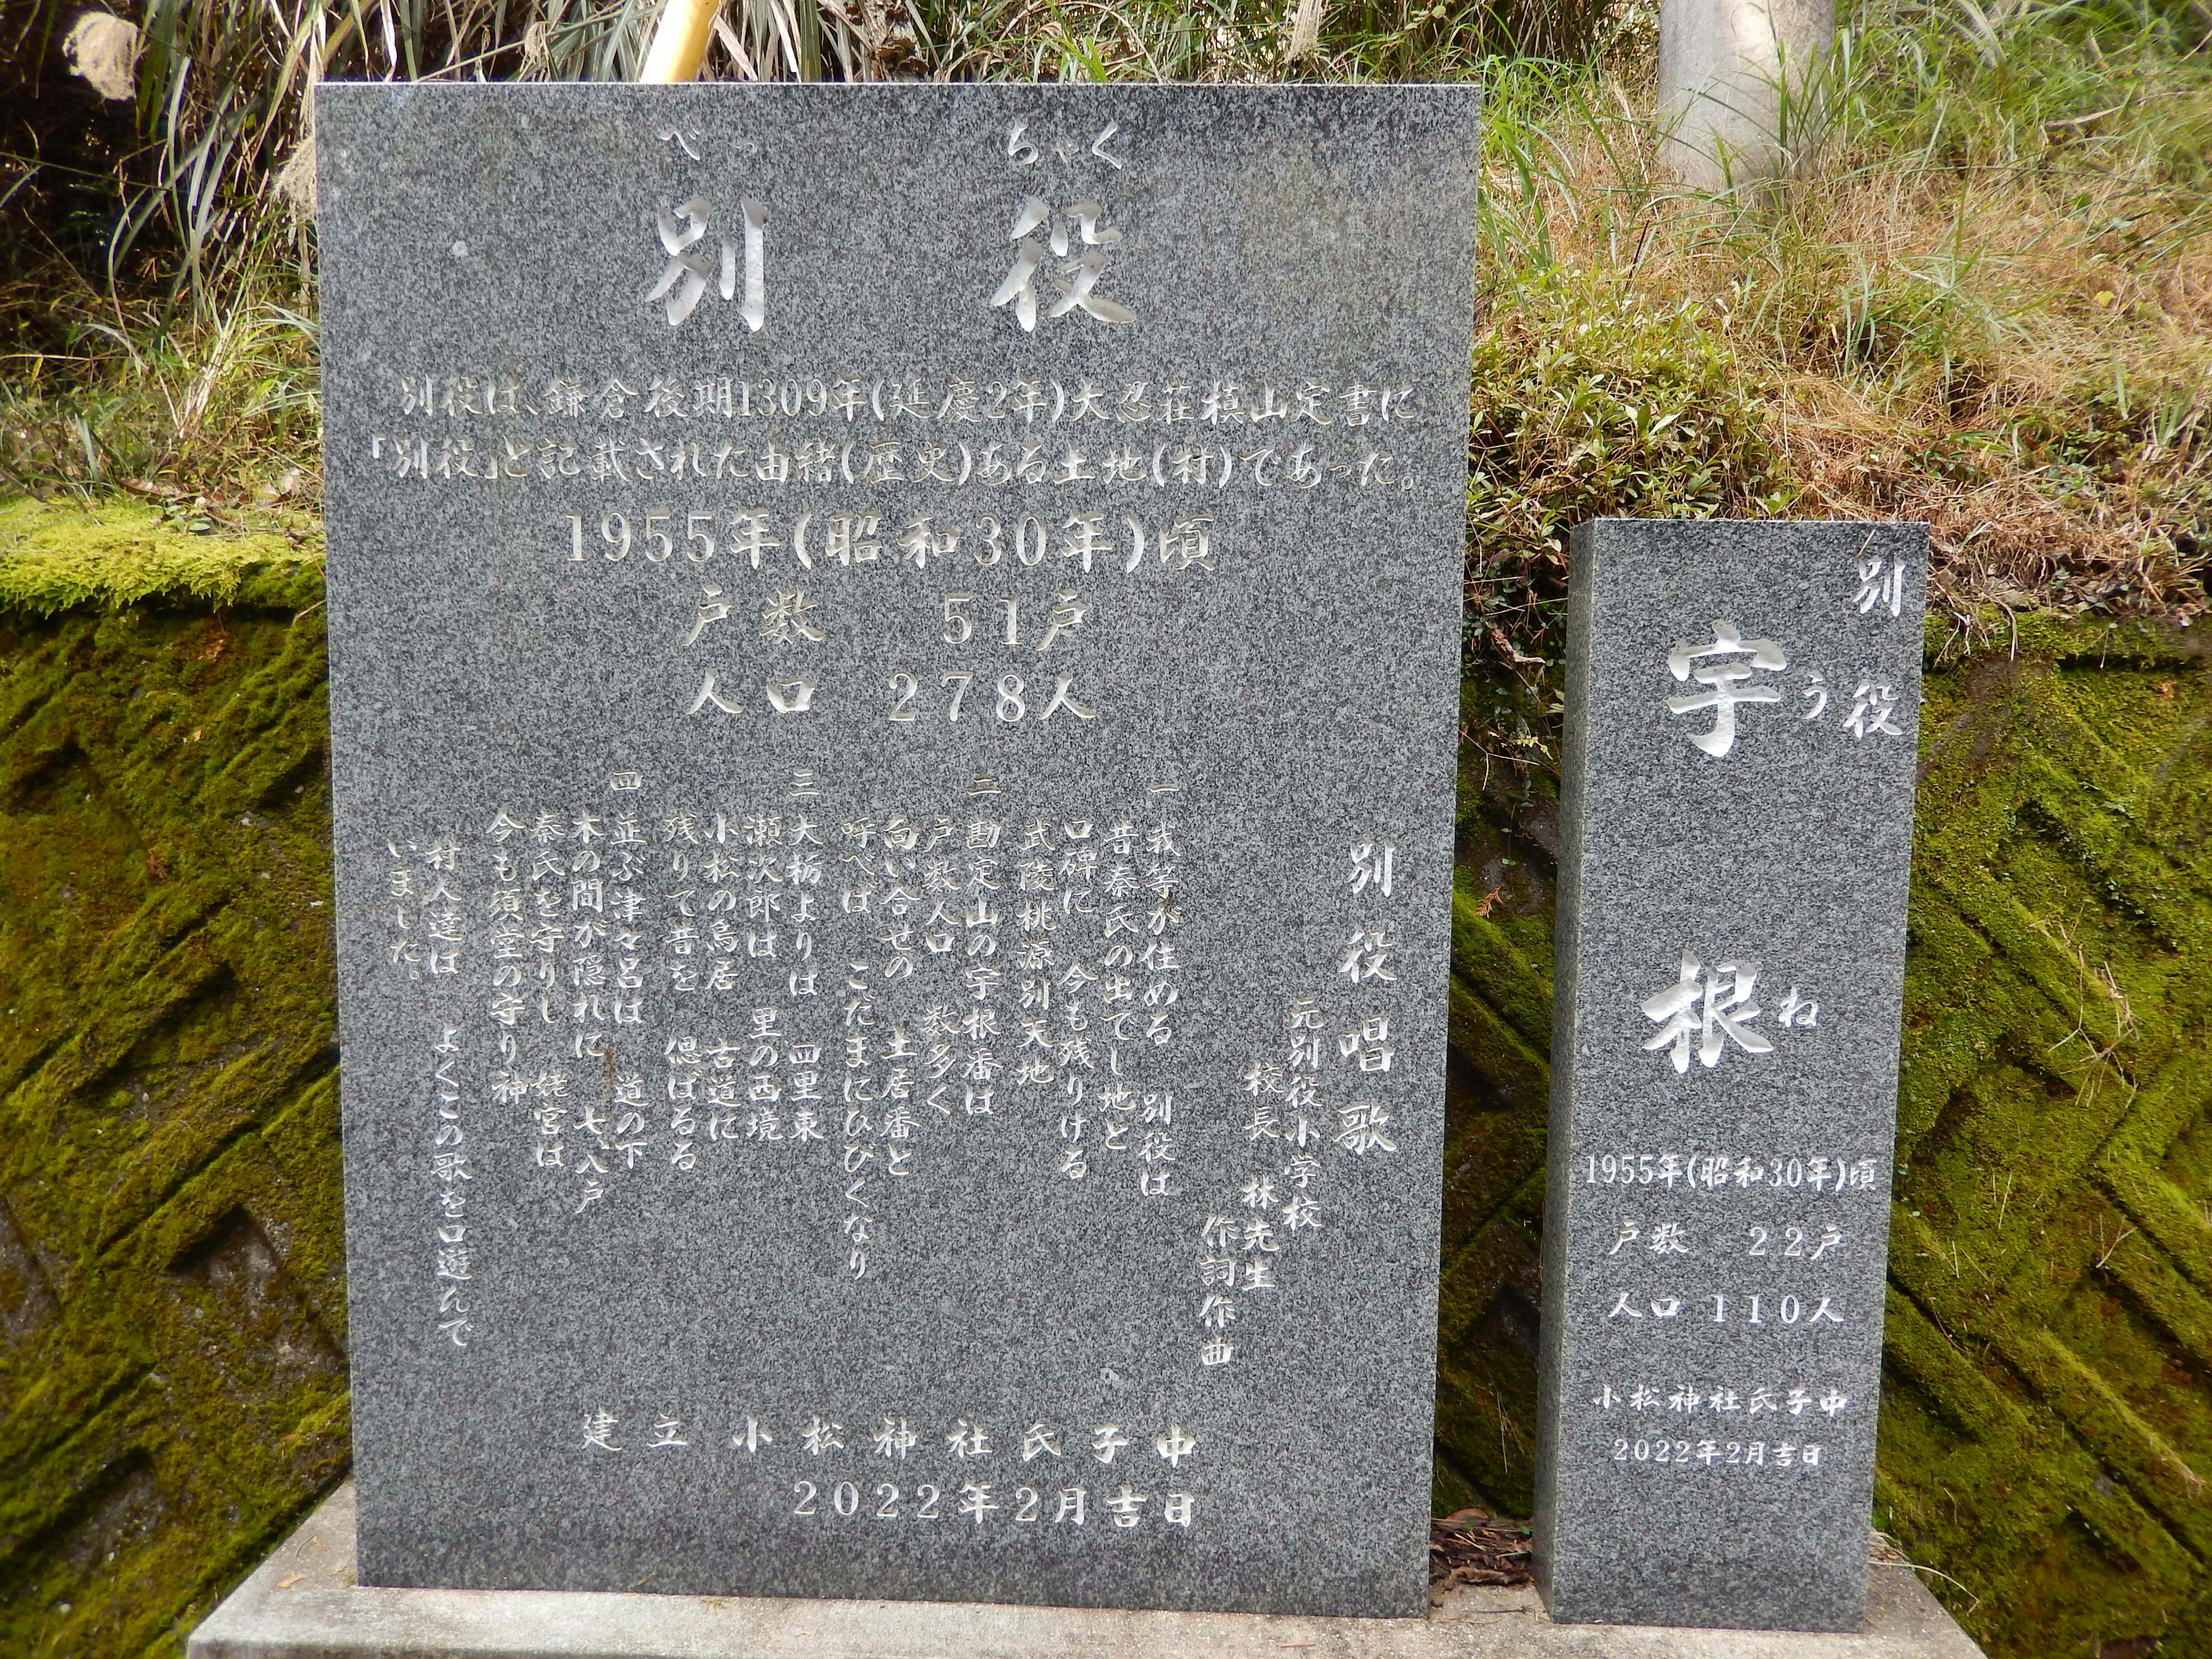 べっ ちゃく
別 役
別役は、鎌倉後期1309年(延慶2年)大忍荘槙山定書に
「別役」と記載された由緒(歴史)ある土地(村)であった。
1955年(昭和30年)頃
戸数 51戸
人口 278人
別役唱歌
元別役小学校
校長 林先生
作詞作曲
一 我等が住める 別役は
昔秦氏の出でし地と
口碑に 今も残りける
武陵桃源別天地
二 勘定山の宇根番は
戸数人口 数多く
向い合せの 土居番と
呼べば こだまにひびくなり
三 大栃よりは 四里東
瀬次郎は 里の西境
小松の鳥居 古道に
残りて昔を 偲ばるる
四 並ぶ津々呂は 道の下
木の間が隠れに 七、八戸
秦氏を守りし 姥宮は
今も須堂の守り神
村人達は よくこの歌を口遊んで
いました。
建立 小松神社氏子中
2022年2月吉日
別役
宇根
うね
1955年(昭和30年)頃
戸数 22戸
人口 110人
小松神社氏子中
2022年2月吉日